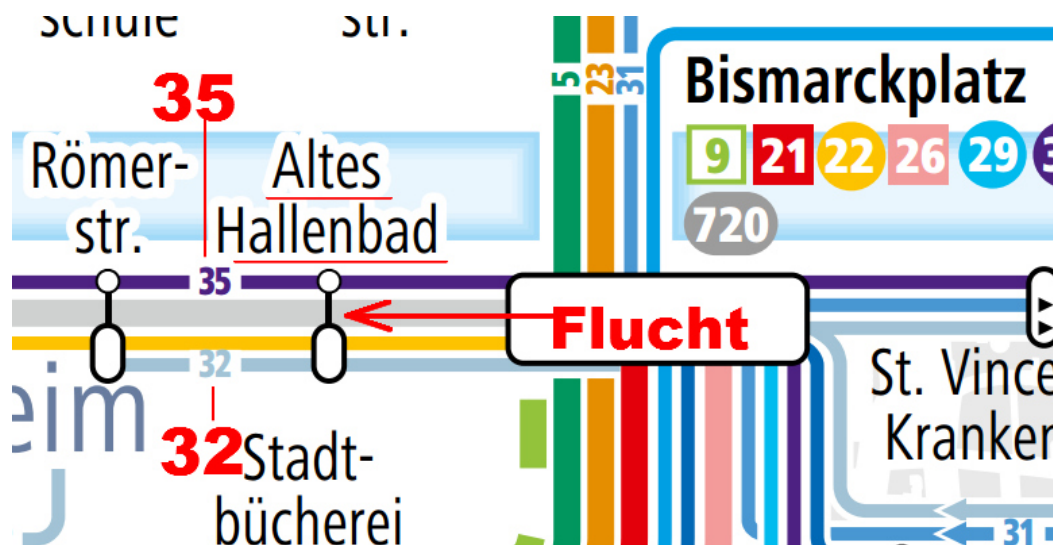 schule
str.
35
5
23
31
Bismarckplatz
9 21 22 26 29
720
Römer-
str.
Altes
Hallenbad
35
Flucht
32
32
eim
Stadt-
bücherei
St. Vince
Kranken
31